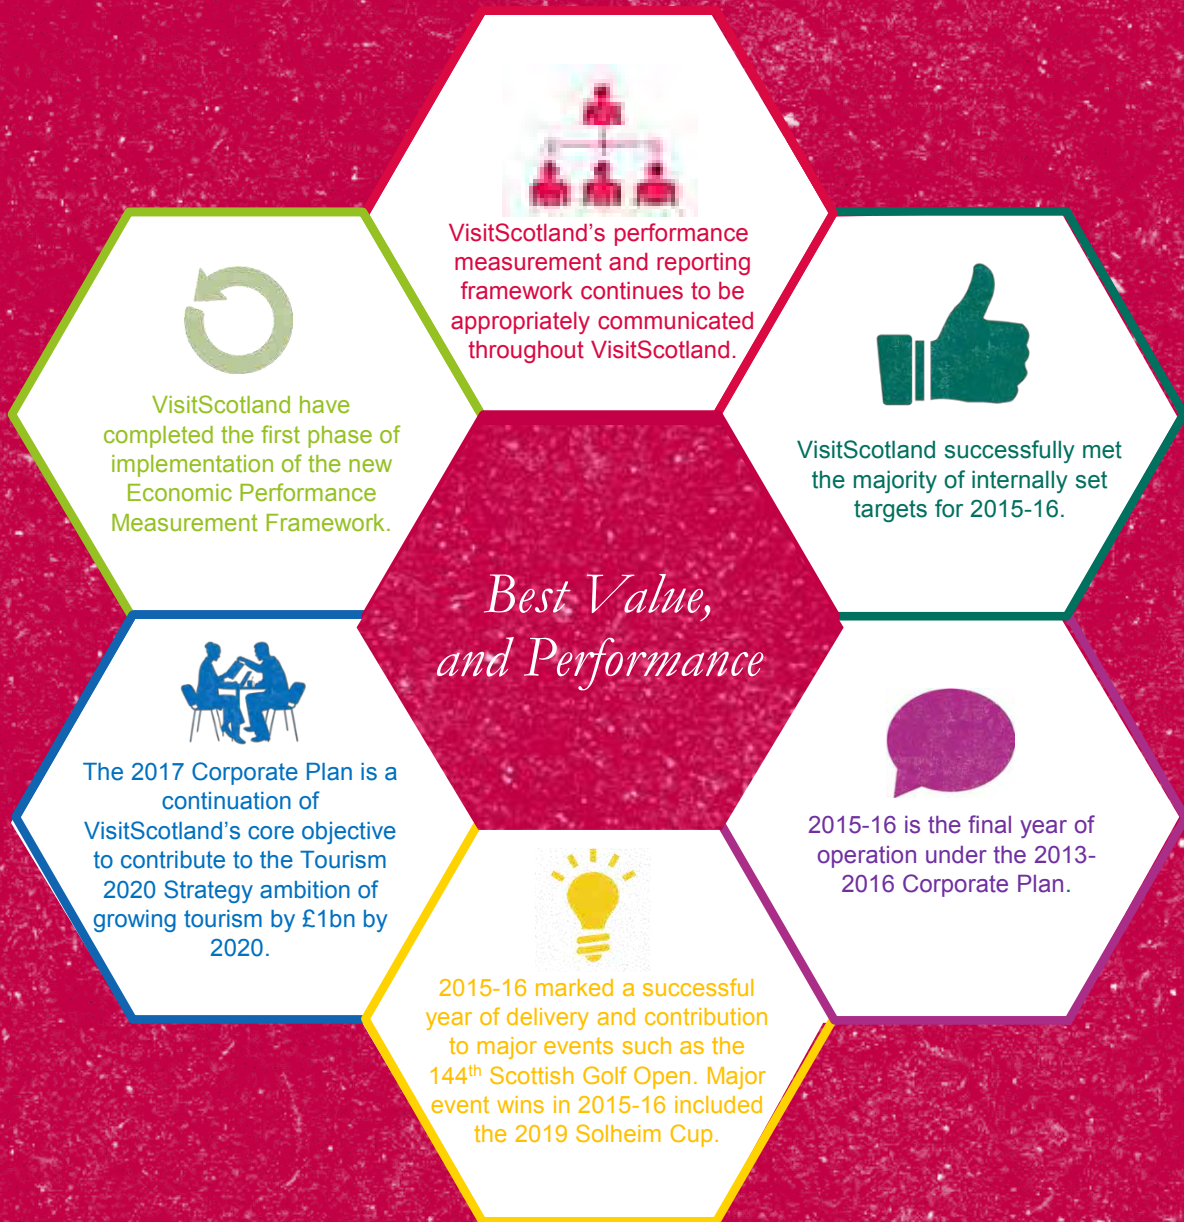 VisitScotland's performance
measurement and reporting
framework continues to be
appropriately communicated
throughout VisitScotland.
VisitScotland have
completed the first phase of
implementation of the new
Economic Performance
Measurement Framework.
VisitScotland successfully met
the majority of internally set
targets for 2015-16.
Best Value,
and Performance
The 2017 Corporate Plan is a
continuation of
VisitScotland's core objective
to contribute to the Tourism
2020 Strategy ambition of
growing tourism by £1bn by
2020.
2015-16 is the final year of
operation under the 2013-
2016 Corporate Plan.
2015-16 marked a successful
year of delivery and contribution
to major events such as the
144th Scottish Golf Open. Major
event wins in 2015-16 included
the 2019 Solheim Cup.